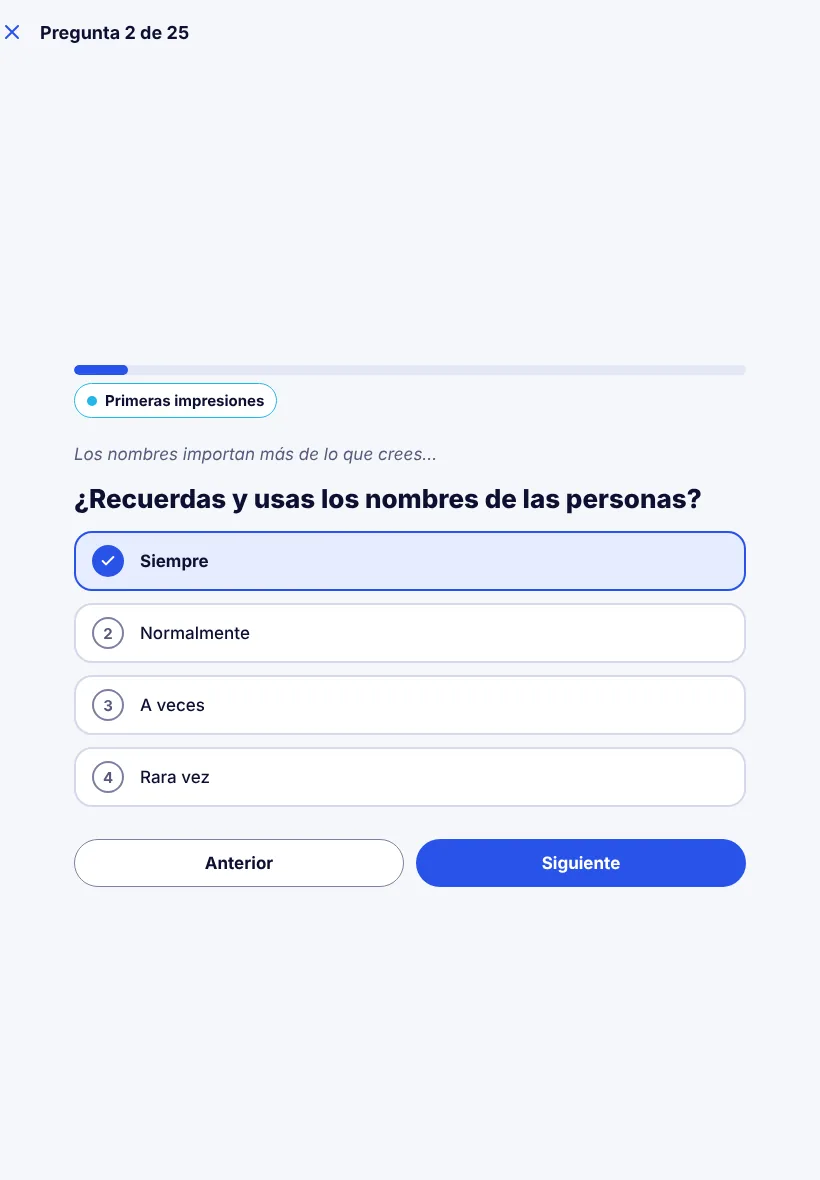 Pregunta 2 de 25
Primeras impresiones
Los nombres importan más de lo que crees...
¿Recuerdas y usas los nombres de las personas?
Siempre
2 Normalmente
3 A veces
4 Rara vez
Anterior
Siguiente